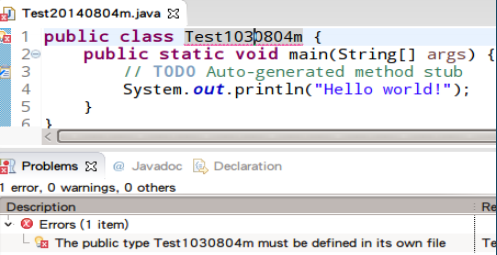 Test20140804m.java
1 public class Test1030804m {
2 public static void main(String[] args) {
3 // TODO Auto-generated method stub
4 System.out.println("Hello world!");
5 }
6 }
Problems @ Javadoc Declaration
1 error, 0 warnings, 0 others
Description Re
Errors (1 item)
The public type Test1030804m must be defined in its own file Te